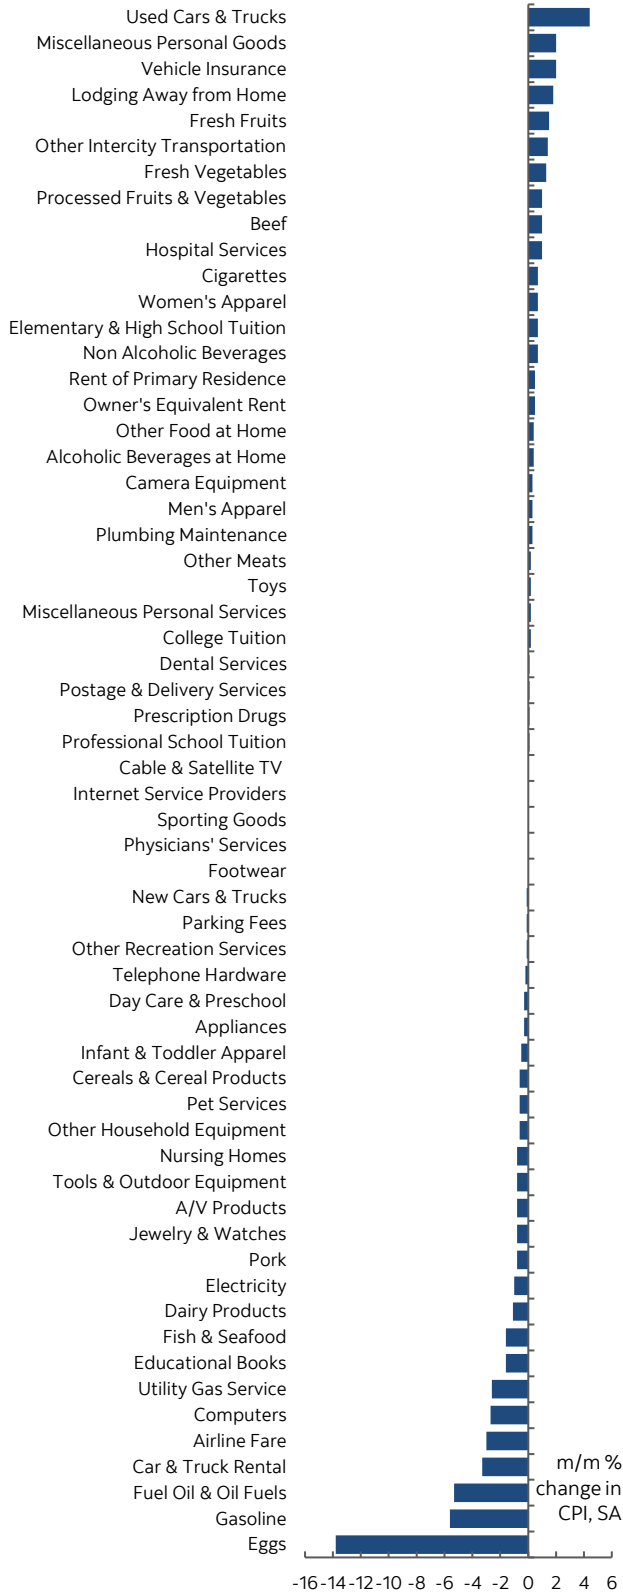 Used Cars & Trucks
Miscellaneous Personal Goods
Vehicle Insurance
Lodging Away from Home
Fresh Fruits
Other Intercity Transportation
Fresh Vegetables
Processed Fruits & Vegetables
Beef
Hospital Services
Cigarettes
Women's Apparel
Elementary & High School Tuition
Non Alcoholic Beverages
Rent of Primary Residence
Owner's Equivalent Rent
Other Food at Home
Alcoholic Beverages at Home
Camera Equipment
Men's Apparel
Plumbing Maintenance
Other Meats
Toys
Miscellaneous Personal Services
College Tuition
Dental Services
Postage & Delivery Services
Prescription Drugs
Professional School Tuition
Cable & Satellite TV
Internet Service Providers
Sporting Goods
Physicians' Services
Footwear
New Cars & Trucks
Parking Fees
Other Recreation Services
Telephone Hardware
Day Care & Preschool
Appliances
Infant & Toddler Apparel
Cereals & Cereal Products
Pet Services
Other Household Equipment
Nursing Homes
Tools & Outdoor Equipment
A/V Products
Jewelry & Watches
Pork
Electricity
Dairy Products
Fish & Seafood
Educational Books
Utility Gas Service
Computers
Airline Fare
Car & Truck Rental
Fuel Oil & Oil Fuels
Gasoline
Eggs
m/m %
change in
CPI, SA
-16 -14 -12 -10 -8 -6 -4 -2 0 2 4 6